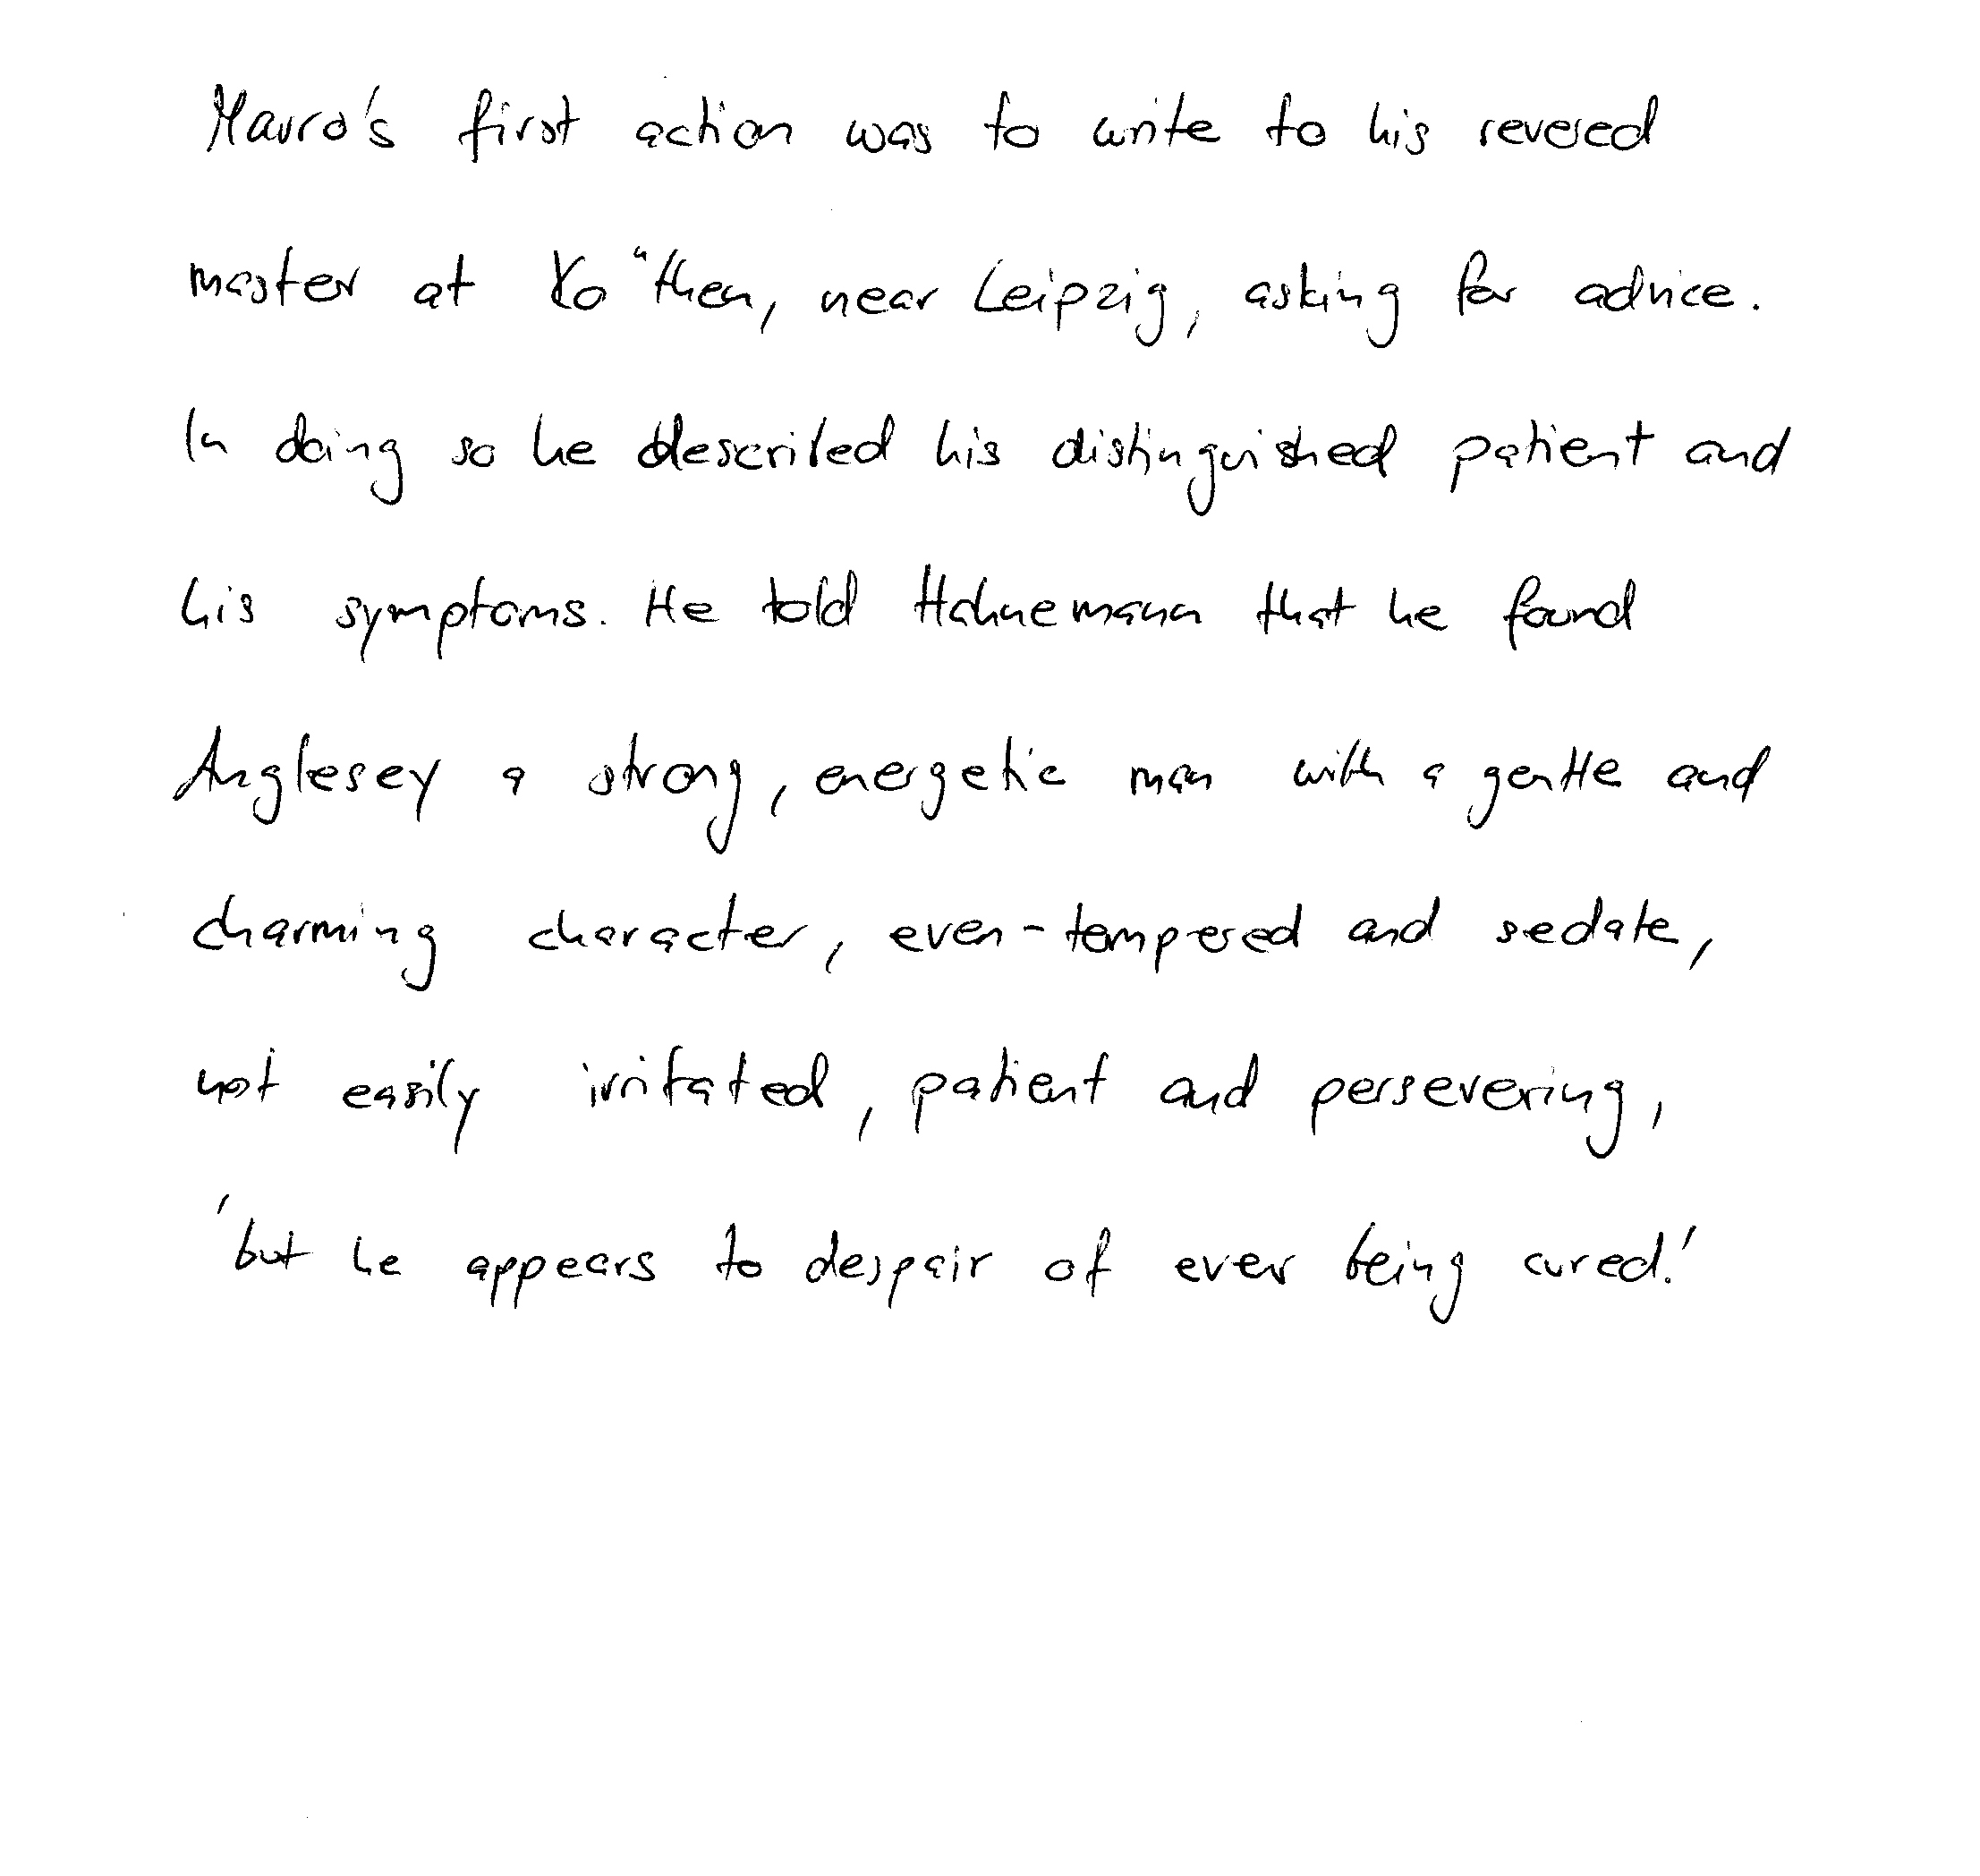 Mauro's first action was to write to his revered
master at Ko"then, near Leipzig, asking for advice.
In doing so he described his distinguished patient and
his symptoms. He told Hahnemann that he found
Anglesey a strong, energetic man with a gentle and
charming character, even-tempered and sedate,
not easily irritated, patient and persevering,
'but he appears to despair of ever being cured.'